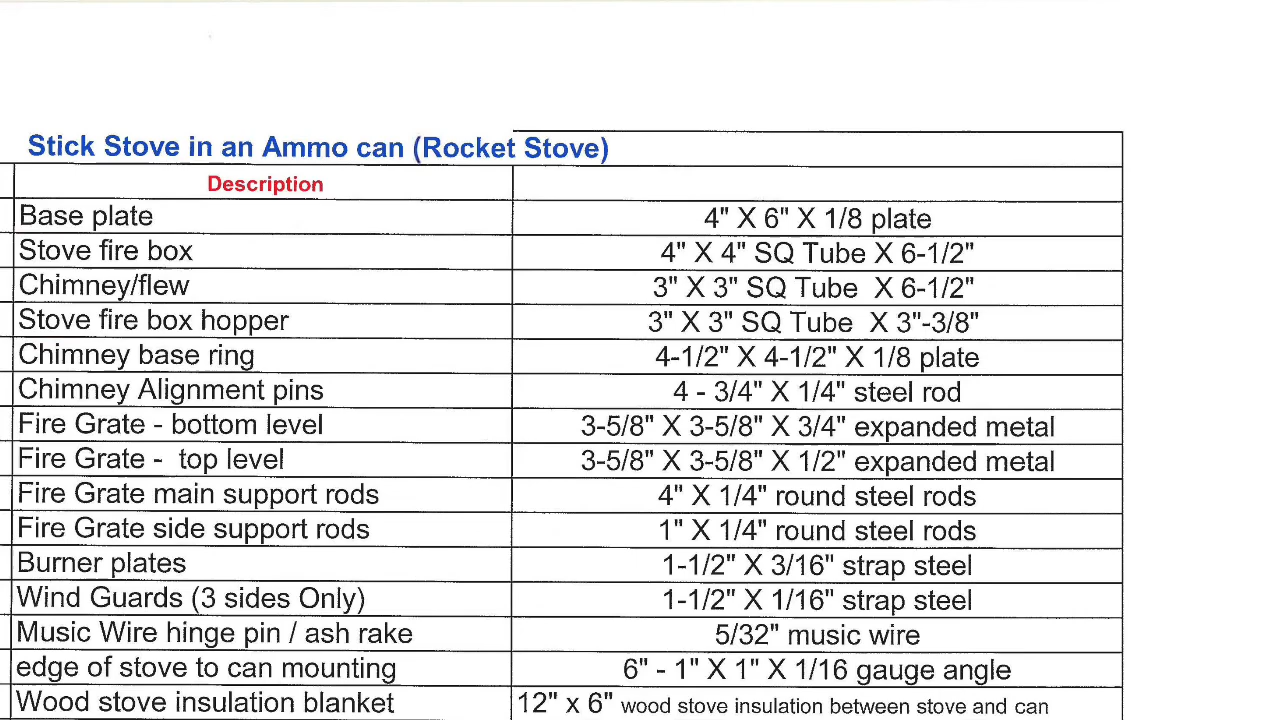 Stick Stove in an Ammo can (Rocket Stove)
Description
Base plate 4" X 6" X 1/8 plate
Stove fire box 4" X 4" SQ Tube X 6-1/2"
Chimney/flew 3" X 3" SQ Tube X 6-1/2"
Stove fire box hopper 3" X 3" SQ Tube X 3"-3/8"
Chimney base ring 4-1/2" X 4-1/2" X 1/8 plate
Chimney Alignment pins 4 - 3/4" X 1/4" steel rod
Fire Grate - bottom level 3-5/8" X 3-5/8" X 3/4" expanded metal
Fire Grate - top level 3-5/8" X 3-5/8" X 1/2" expanded metal
Fire Grate main support rods 4" X 1/4" round steel rods
Fire Grate side support rods 1" X 1/4" round steel rods
Burner plates 1-1/2" X 3/16" strap steel
Wind Guards (3 sides Only) 1-1/2" X 1/16" strap steel
Music Wire hinge pin / ash rake 5/32" music wire
edge of stove to can mounting 6" - 1" X 1" X 1/16 gauge angle
Wood stove insulation blanket 12" x 6" wood stove insulation between stove and can